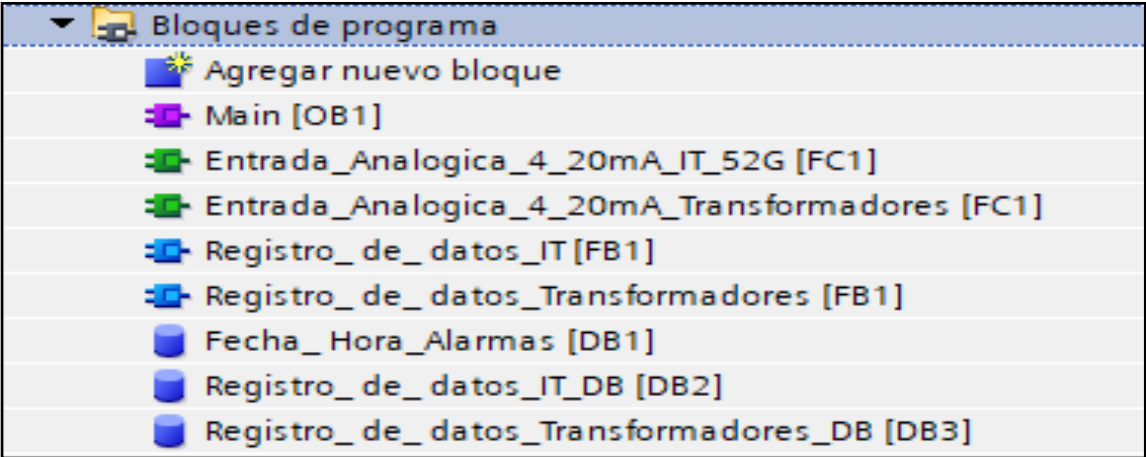 Bloques de programa
Agregar nuevo bloque
Main [OB1]
Entrada_Analogica_4_20mA_IT_52G [FC1]
Entrada_Analogica_4_20mA_Transformadores [FC1]
Registro_ de_ datos_IT [FB1]
Registro_ de_ datos_Transformadores [FB1]
Fecha_ Hora_Alarmas [DB1]
Registro_ de_ datos_IT_DB [DB2]
Registro_ de_ datos_Transformadores_DB [DB3]